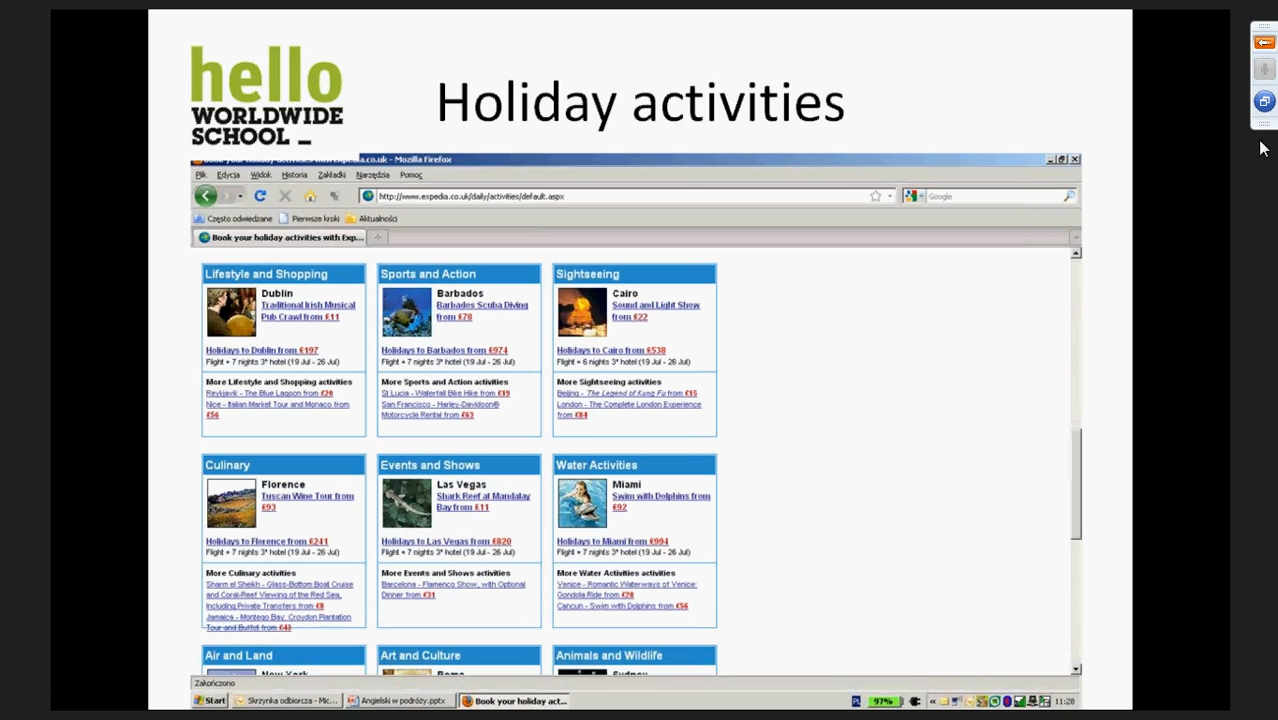 hello
WORLDWIDE
SCHOOL _
Holiday activities
Book your holiday activities with Expedia.co.uk - Mozilla Firefox
Plik Edycja Widok Historia Zakładki Narzędzia Pomoc
http://www.expedia.co.uk/daily/activities/default.aspx
Google
Często odwiedzane Pierwsze kroki Aktualności
Book your holiday activities with Exp...
Lifestyle and Shopping
Dublin
Traditional Irish Musical
Pub Crawl from £11
Holidays to Dublin from £197
Flight + 7 nights 3* hotel (19 Jul - 26 Jul)
More Lifestyle and Shopping activities
Reykjavik - The Blue Lagoon from £20
Nice - Italian Market Tour and Monaco from
£56
Sports and Action
Barbados
Barbados Scuba Diving
from £78
Holidays to Barbados from £974
Flight + 7 nights 3* hotel (19 Jul - 26 Jul)
More Sports and Action activities
St Lucia - Waterfall Bike Hike from £19
San Francisco - Harley-Davidson®
Motorcycle Rental from £63
Sightseeing
Cairo
Sound and Light Show
from £22
Holidays to Cairo from £538
Flight + 6 nights 3* hotel (19 Jul - 26 Jul)
More Sightseeing activities
Beijing - The Legend of Kung Fu from £15
London - The Complete London Experience
from £84
Culinary
Florence
Tuscan Wine Tour from
£93
Holidays to Florence from £241
Flight + 7 nights 3* hotel (19 Jul - 26 Jul)
More Culinary activities
Sharm el Sheikh - Glass-Bottom Boat Cruise
and Coral-Reef Viewing of the Red Sea,
Including Private Transfers from £8
Jamaica - Montego Bay: Croydon Plantation
Tour and Buffet from £43
Events and Shows
Las Vegas
Shark Reef at Mandalay
Bay from £11
Holidays to Las Vegas from £820
Flight + 7 nights 3* hotel (19 Jul - 26 Jul)
More Events and Shows activities
Barcelona - Flamenco Show, with Optional
Dinner from £31
Water Activities
Miami
Swim with Dolphins from
£92
Holidays to Miami from £994
Flight + 7 nights 3* hotel (19 Jul - 26 Jul)
More Water Activities activities
Venice - Romantic Waterways of Venice:
Gondola Ride from £28
Cancun - Swim with Dolphins from £56
Air and Land
New York
Art and Culture
Rome
Animals and Wildlife
Sydney
Zakończono
Start Skrzynka odbiorcza - Mic... Angielski w podróży.pptx Book your holiday act... PL 97% « 11:20